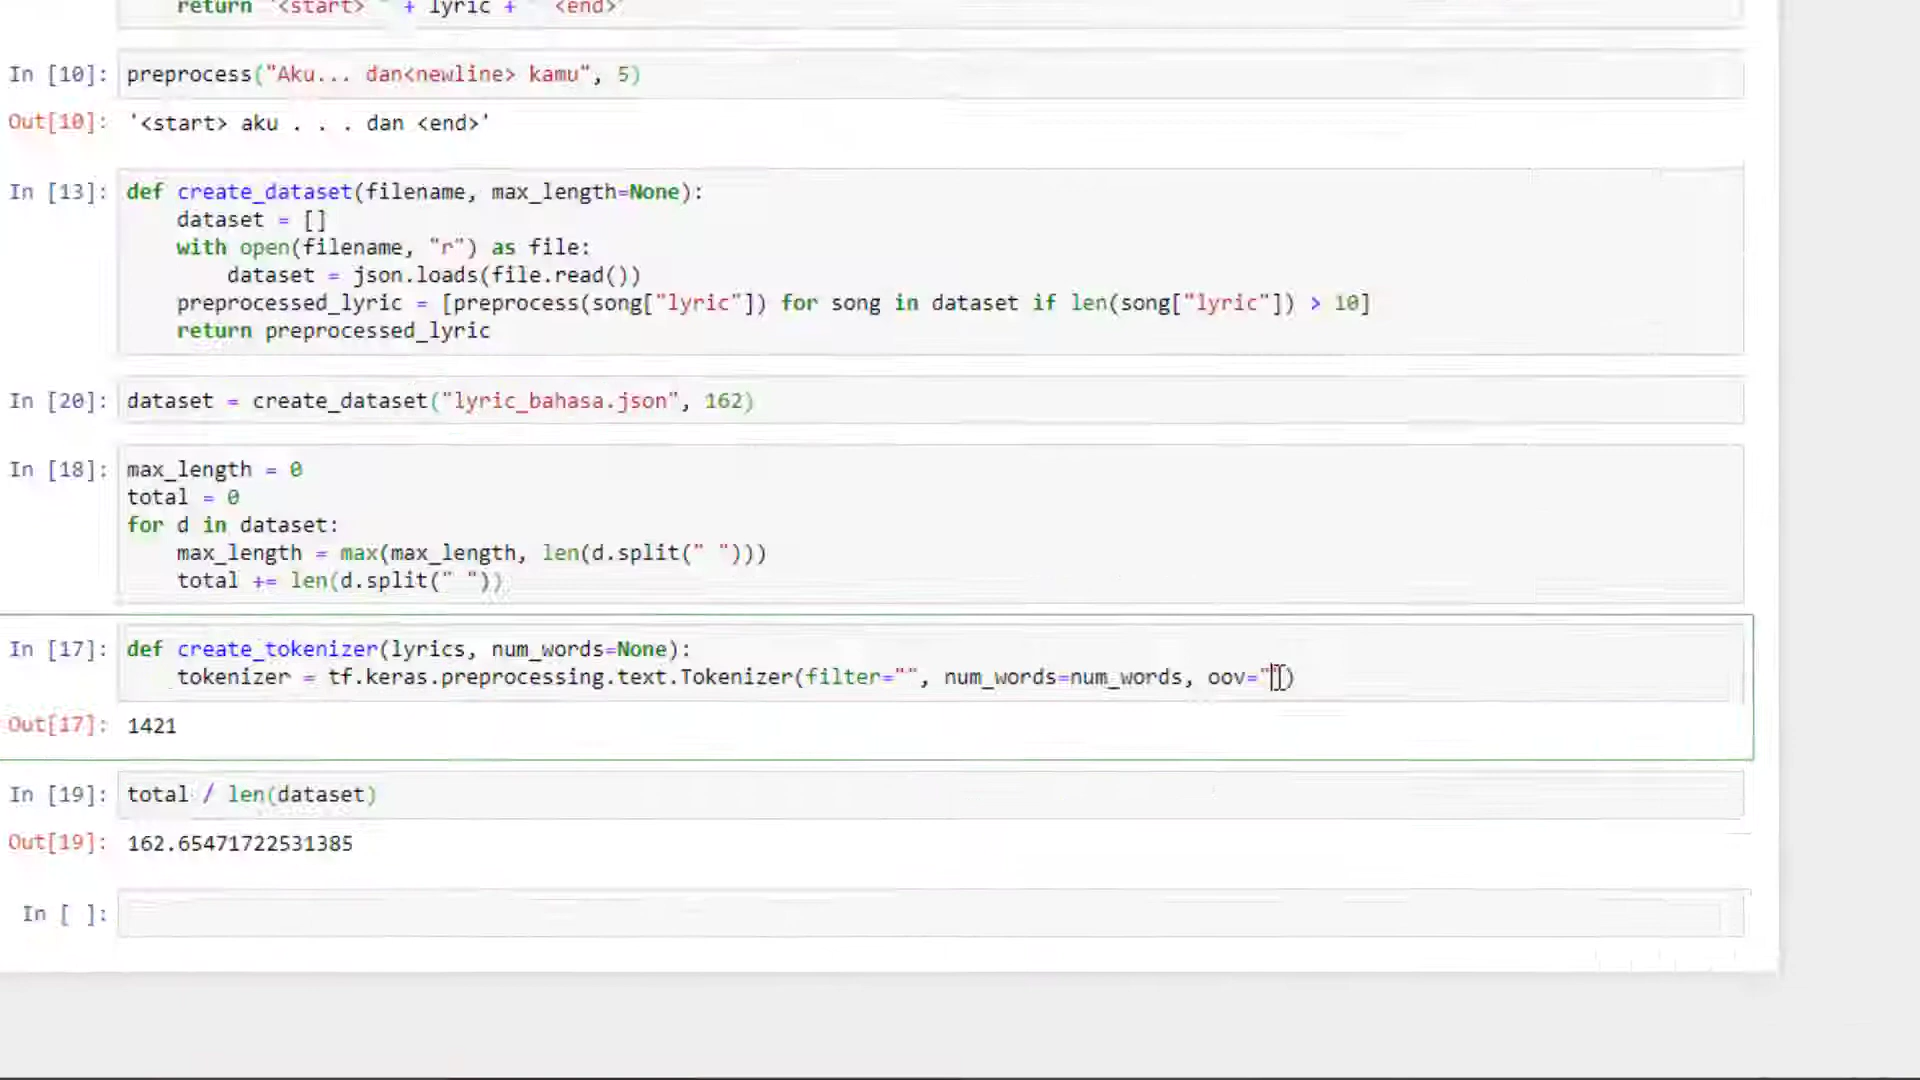 return '<start> " + lyric + " <end>'
In [10]: preprocess("Aku... dan<newline> kamu", 5)
Out[10]: '<start> aku . . . dan <end>'
In [13]: def create_dataset(filename, max_length=None):
dataset = []
with open(filename, "r") as file:
dataset = json.loads(file.read())
preprocessed_lyric = [preprocess(song["lyric"]) for song in dataset if len(song["lyric"]) > 10]
return preprocessed_lyric
In [20]: dataset = create_dataset("lyric_bahasa.json", 162)
In [18]: max_length = 0
total = 0
for d in dataset:
max_length = max(max_length, len(d.split(" ")))
total += len(d.split(" "))
In [17]: def create_tokenizer(lyrics, num_words=None):
tokenizer = tf.keras.preprocessing.text.Tokenizer(filter="", num_words=num_words, oov="")
Out[17]: 1421
In [19]: total / len(dataset)
Out[19]: 162.65471722531385
In [ ]: